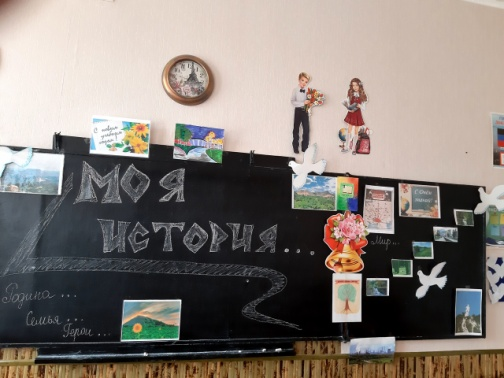 С новым
учебным
годом!
МОЯ
ИСТОРИЯ...
Мир...
Родина...
Семья...
Герои...